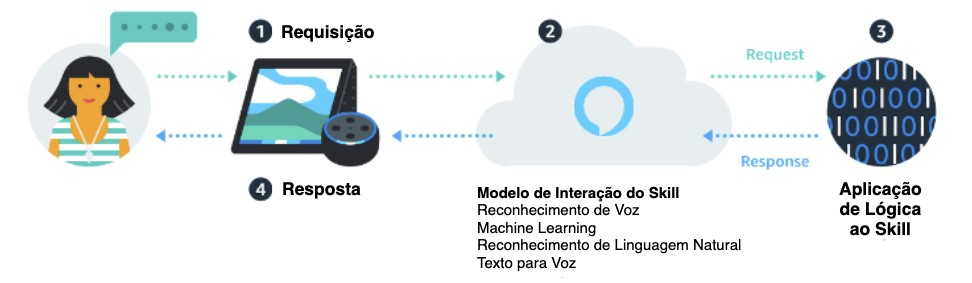 1 Requisição
2
3
Request
Response
4 Resposta
Modelo de Interação do Skill
Reconhecimento de Voz
Machine Learning
Reconhecimento de Linguagem Natural
Texto para Voz
Aplicação
de Lógica
ao Skill